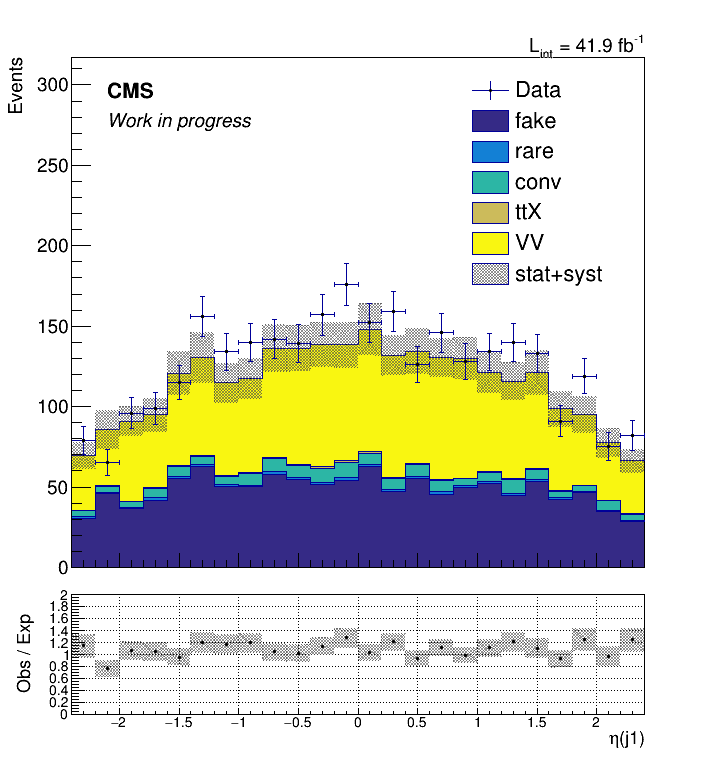 L_int = 41.9 fb^-1
Events
300
250
200
150
100
50
0
CMS
Work in progress
Data
fake
rare
conv
ttX
VV
stat+syst
Obs / Exp
2
1.8
1.6
1.4
1.2
1
0.8
0.6
0.4
0.2
0
−2 −1.5 −1 −0.5 0 0.5 1 1.5 2
η(j1)